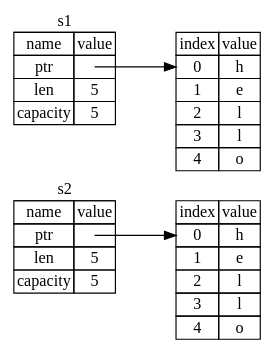 s1
name value
ptr
len 5
capacity 5
index value
0 h
1 e
2 l
3 l
4 o
s2
name value
ptr
len 5
capacity 5
index value
0 h
1 e
2 l
3 l
4 o